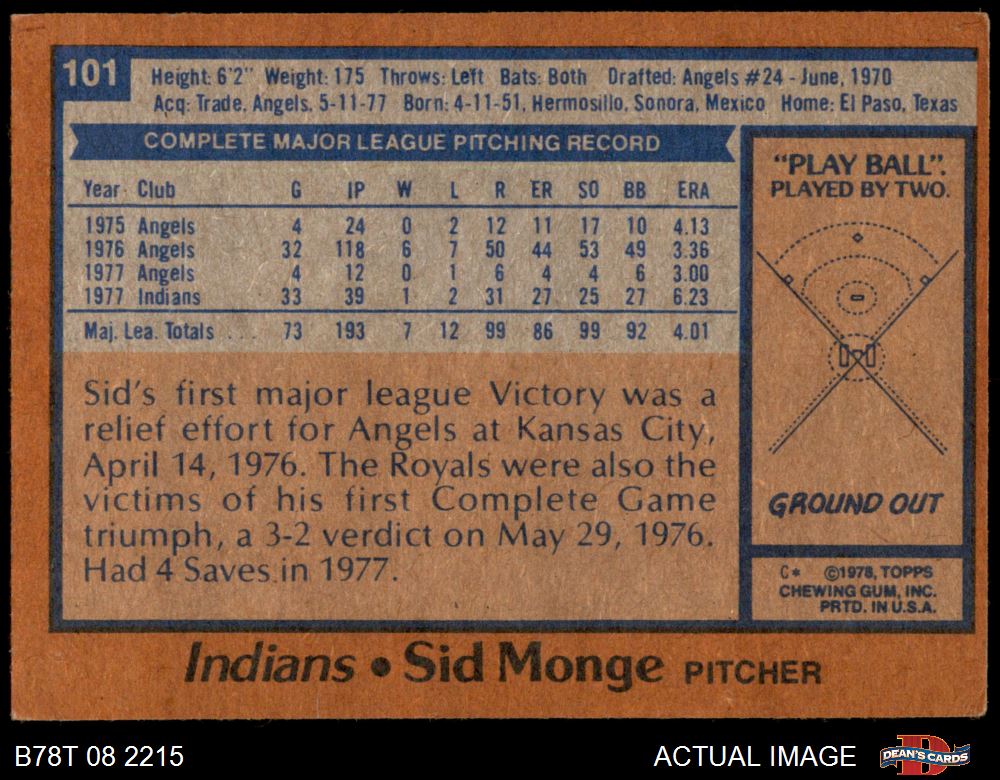 101
Height: 6'2" Weight: 175 Throws: Left Bats: Both Drafted: Angels #24 - June, 1970
Acq: Trade, Angels, 5-11-77 Born: 4-11-51, Hermosillo, Sonora, Mexico Home: El Paso, Texas
COMPLETE MAJOR LEAGUE PITCHING RECORD
Year Club G IP W L R ER SO BB ERA
1975 Angels 4 24 0 2 12 11 17 10 4.13
1976 Angels 32 118 6 7 50 44 53 49 3.36
1977 Angels 4 12 0 1 6 4 4 6 3.00
1977 Indians 33 39 1 2 31 27 25 27 6.23
Maj. Lea. Totals . . . 73 193 7 12 99 86 99 92 4.01
Sid's first major league Victory was a
relief effort for Angels at Kansas City,
April 14, 1976. The Royals were also the
victims of his first Complete Game
triumph, a 3-2 verdict on May 29, 1976.
Had 4 Saves in 1977.
"PLAY BALL".
PLAYED BY TWO.
GROUND OUT
C* ©1978, TOPPS
CHEWING GUM, INC.
PRTD. IN U.S.A.
Indians • Sid Monge PITCHER
B78T 08 2215
ACTUAL IMAGE
DEAN'S CARDS